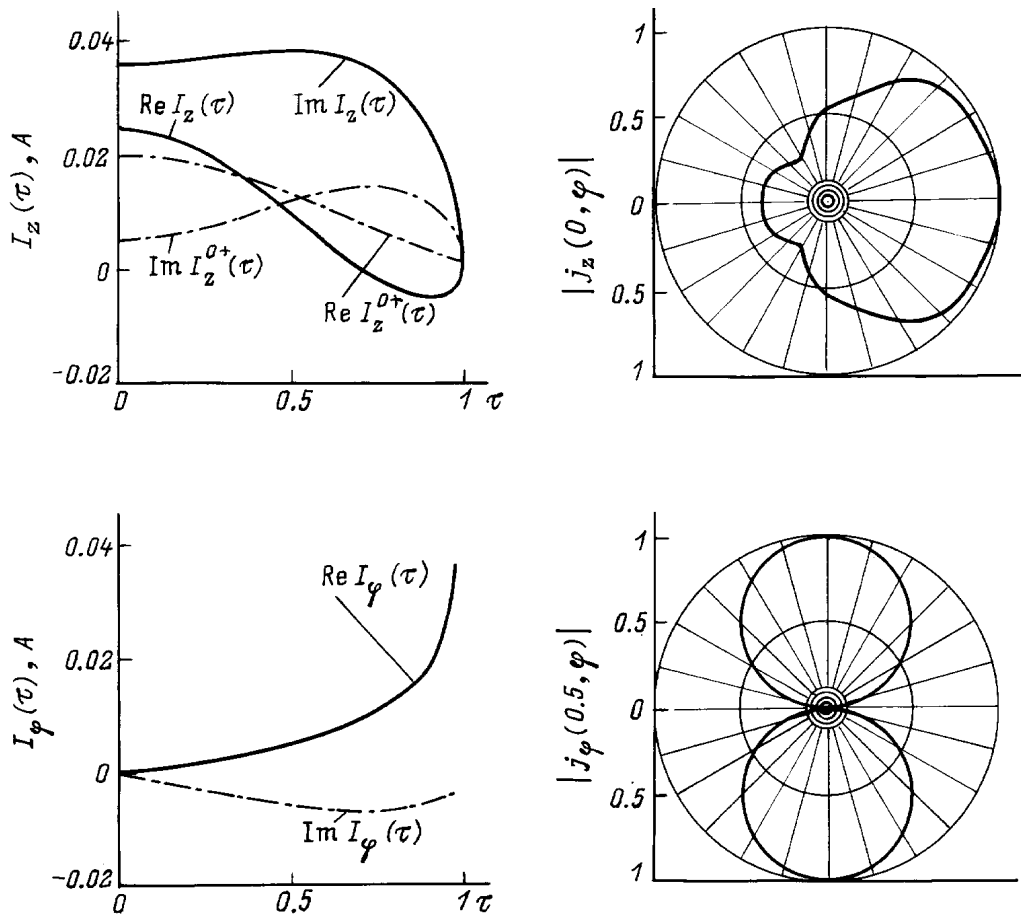 0.04
0.02
0
-0.02
I_z(τ), A
Re I_z(τ)
Im I_z(τ)
Im I_z^{0+}(τ)
Re I_z^{0+}(τ)
0
0.5
1 τ
1
0.5
0
0.5
1
|j_z(0, φ)|
0.04
0.02
0
-0.02
I_φ(τ), A
Re I_φ(τ)
Im I_φ(τ)
0
0.5
1 τ
1
0.5
0
0.5
1
|j_φ(0.5, φ)|